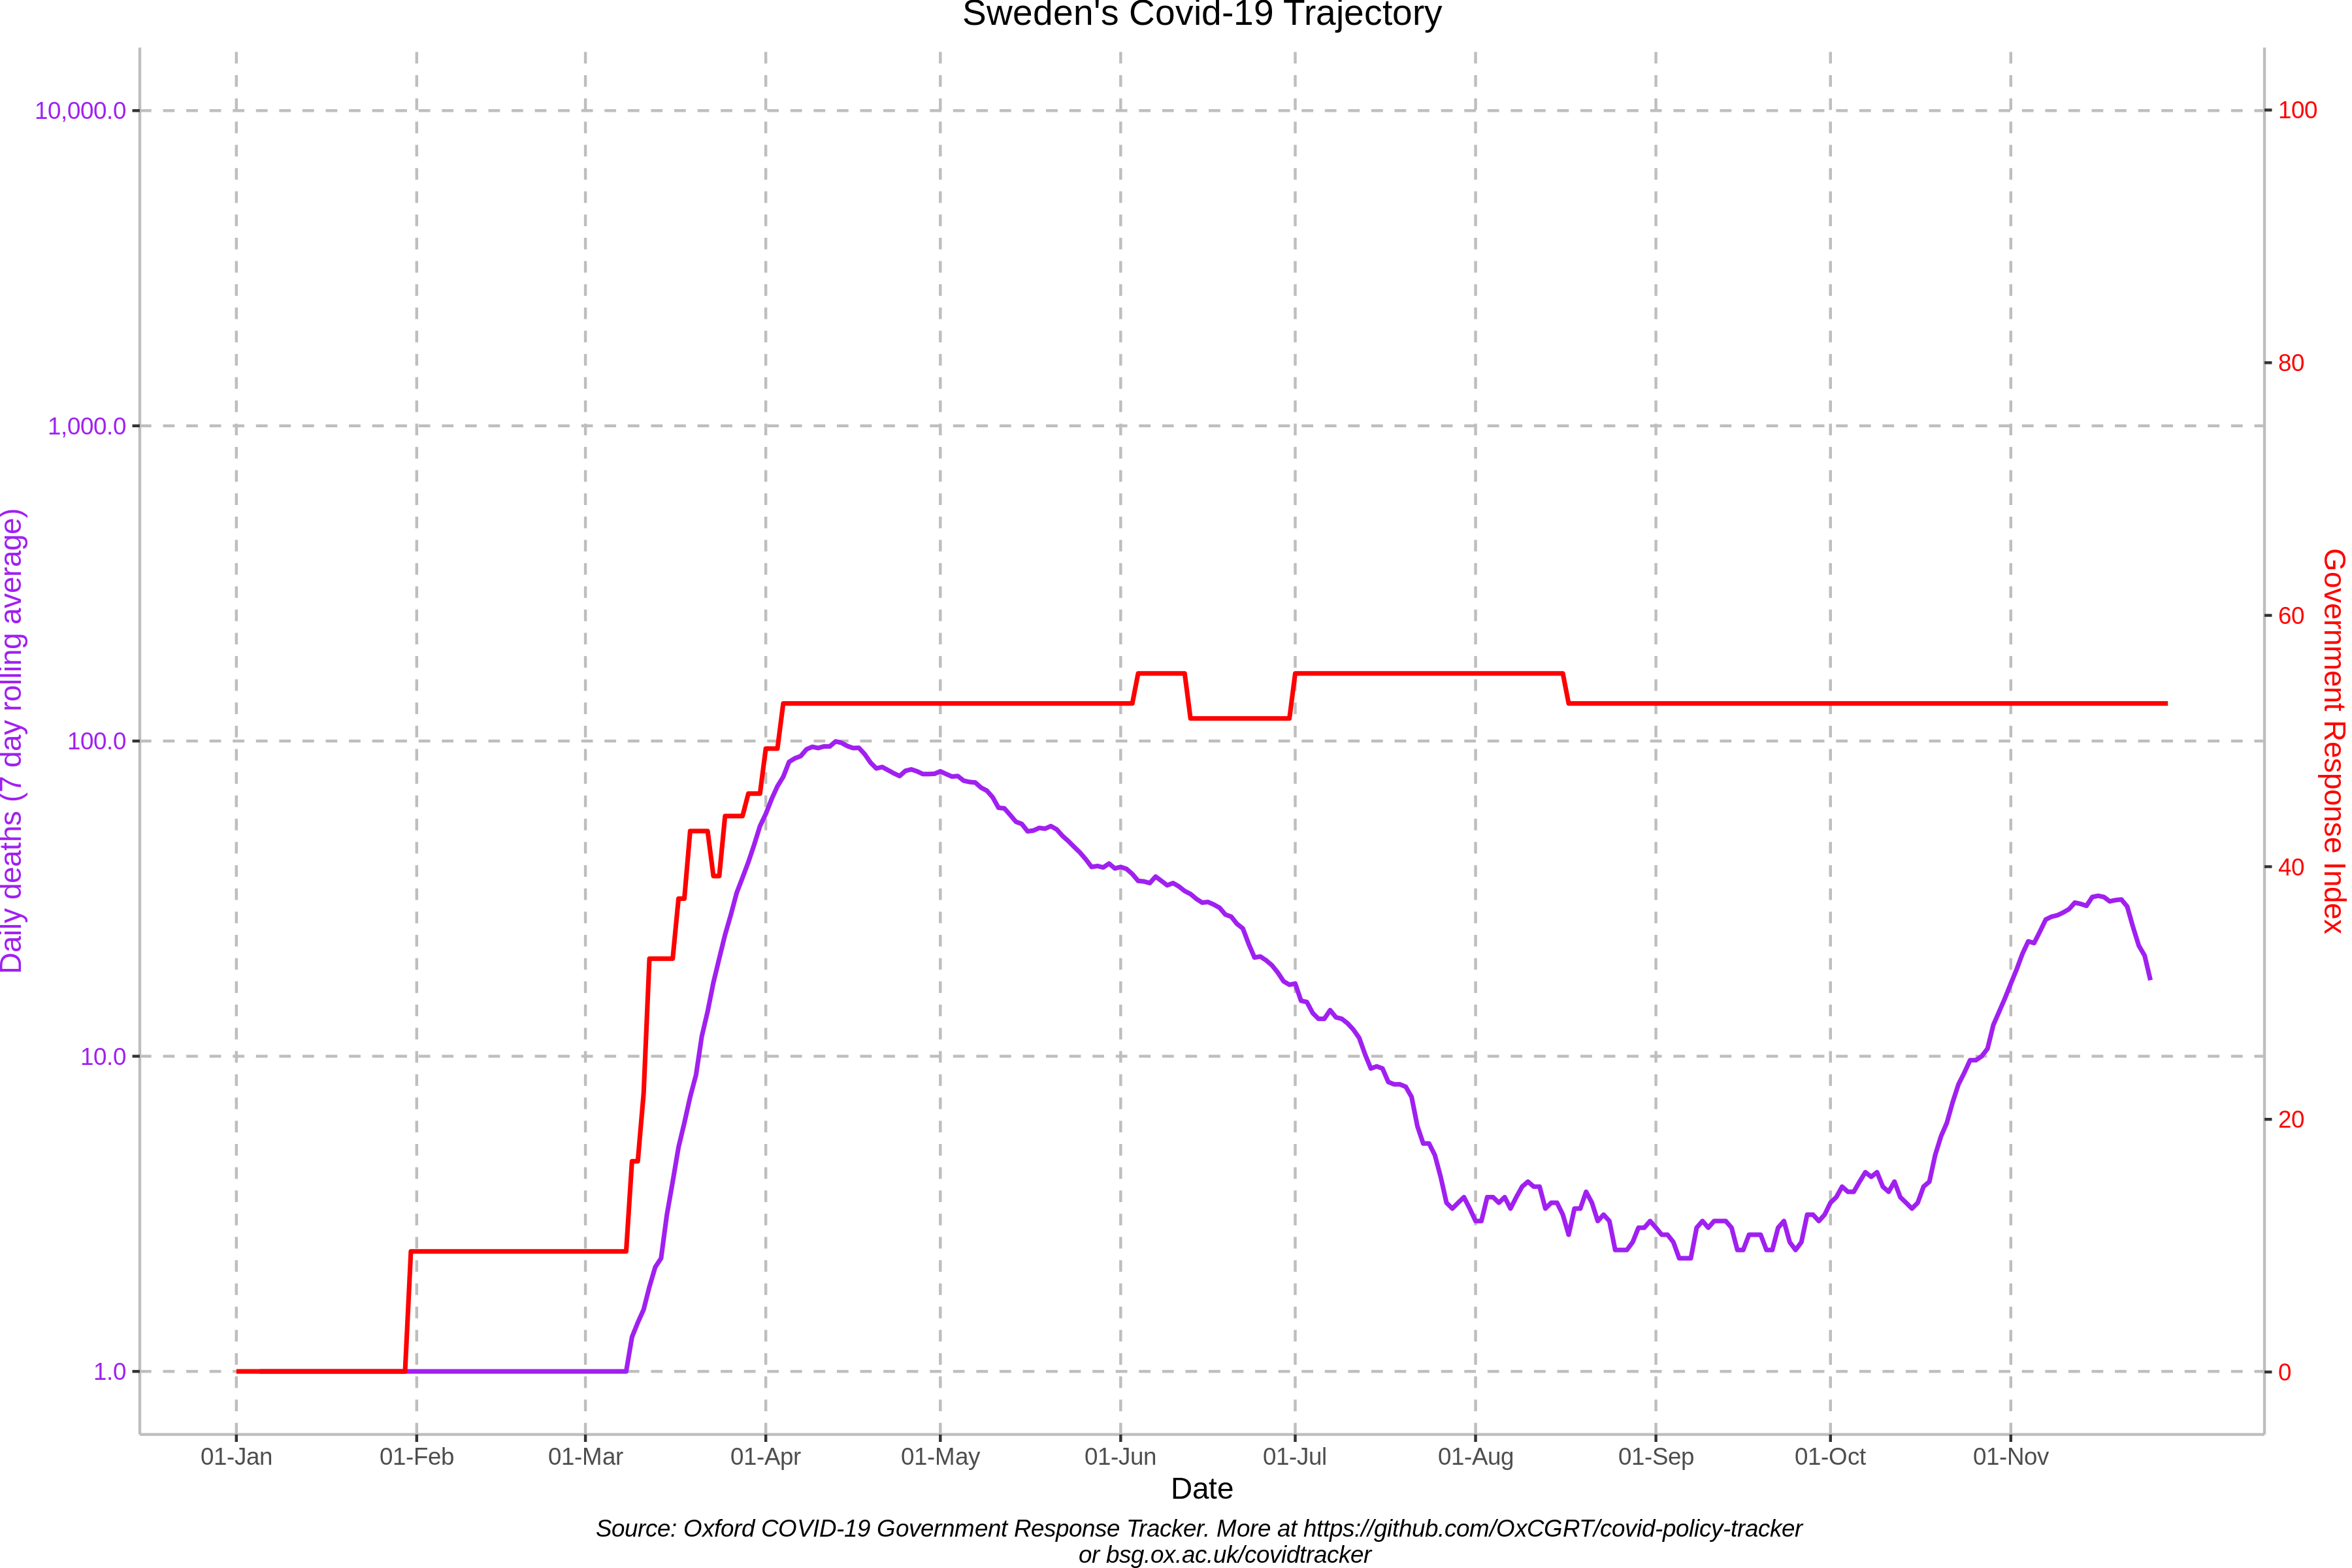 Sweden's Covid-19 Trajectory
10,000.0
1,000.0
100.0
10.0
1.0
Daily deaths (7 day rolling average)
100
80
60
40
20
0
Government Response Index
01-Jan 01-Feb 01-Mar 01-Apr 01-May 01-Jun 01-Jul 01-Aug 01-Sep 01-Oct 01-Nov
Date
Source: Oxford COVID-19 Government Response Tracker. More at https://github.com/OxCGRT/covid-policy-tracker
or bsg.ox.ac.uk/covidtracker